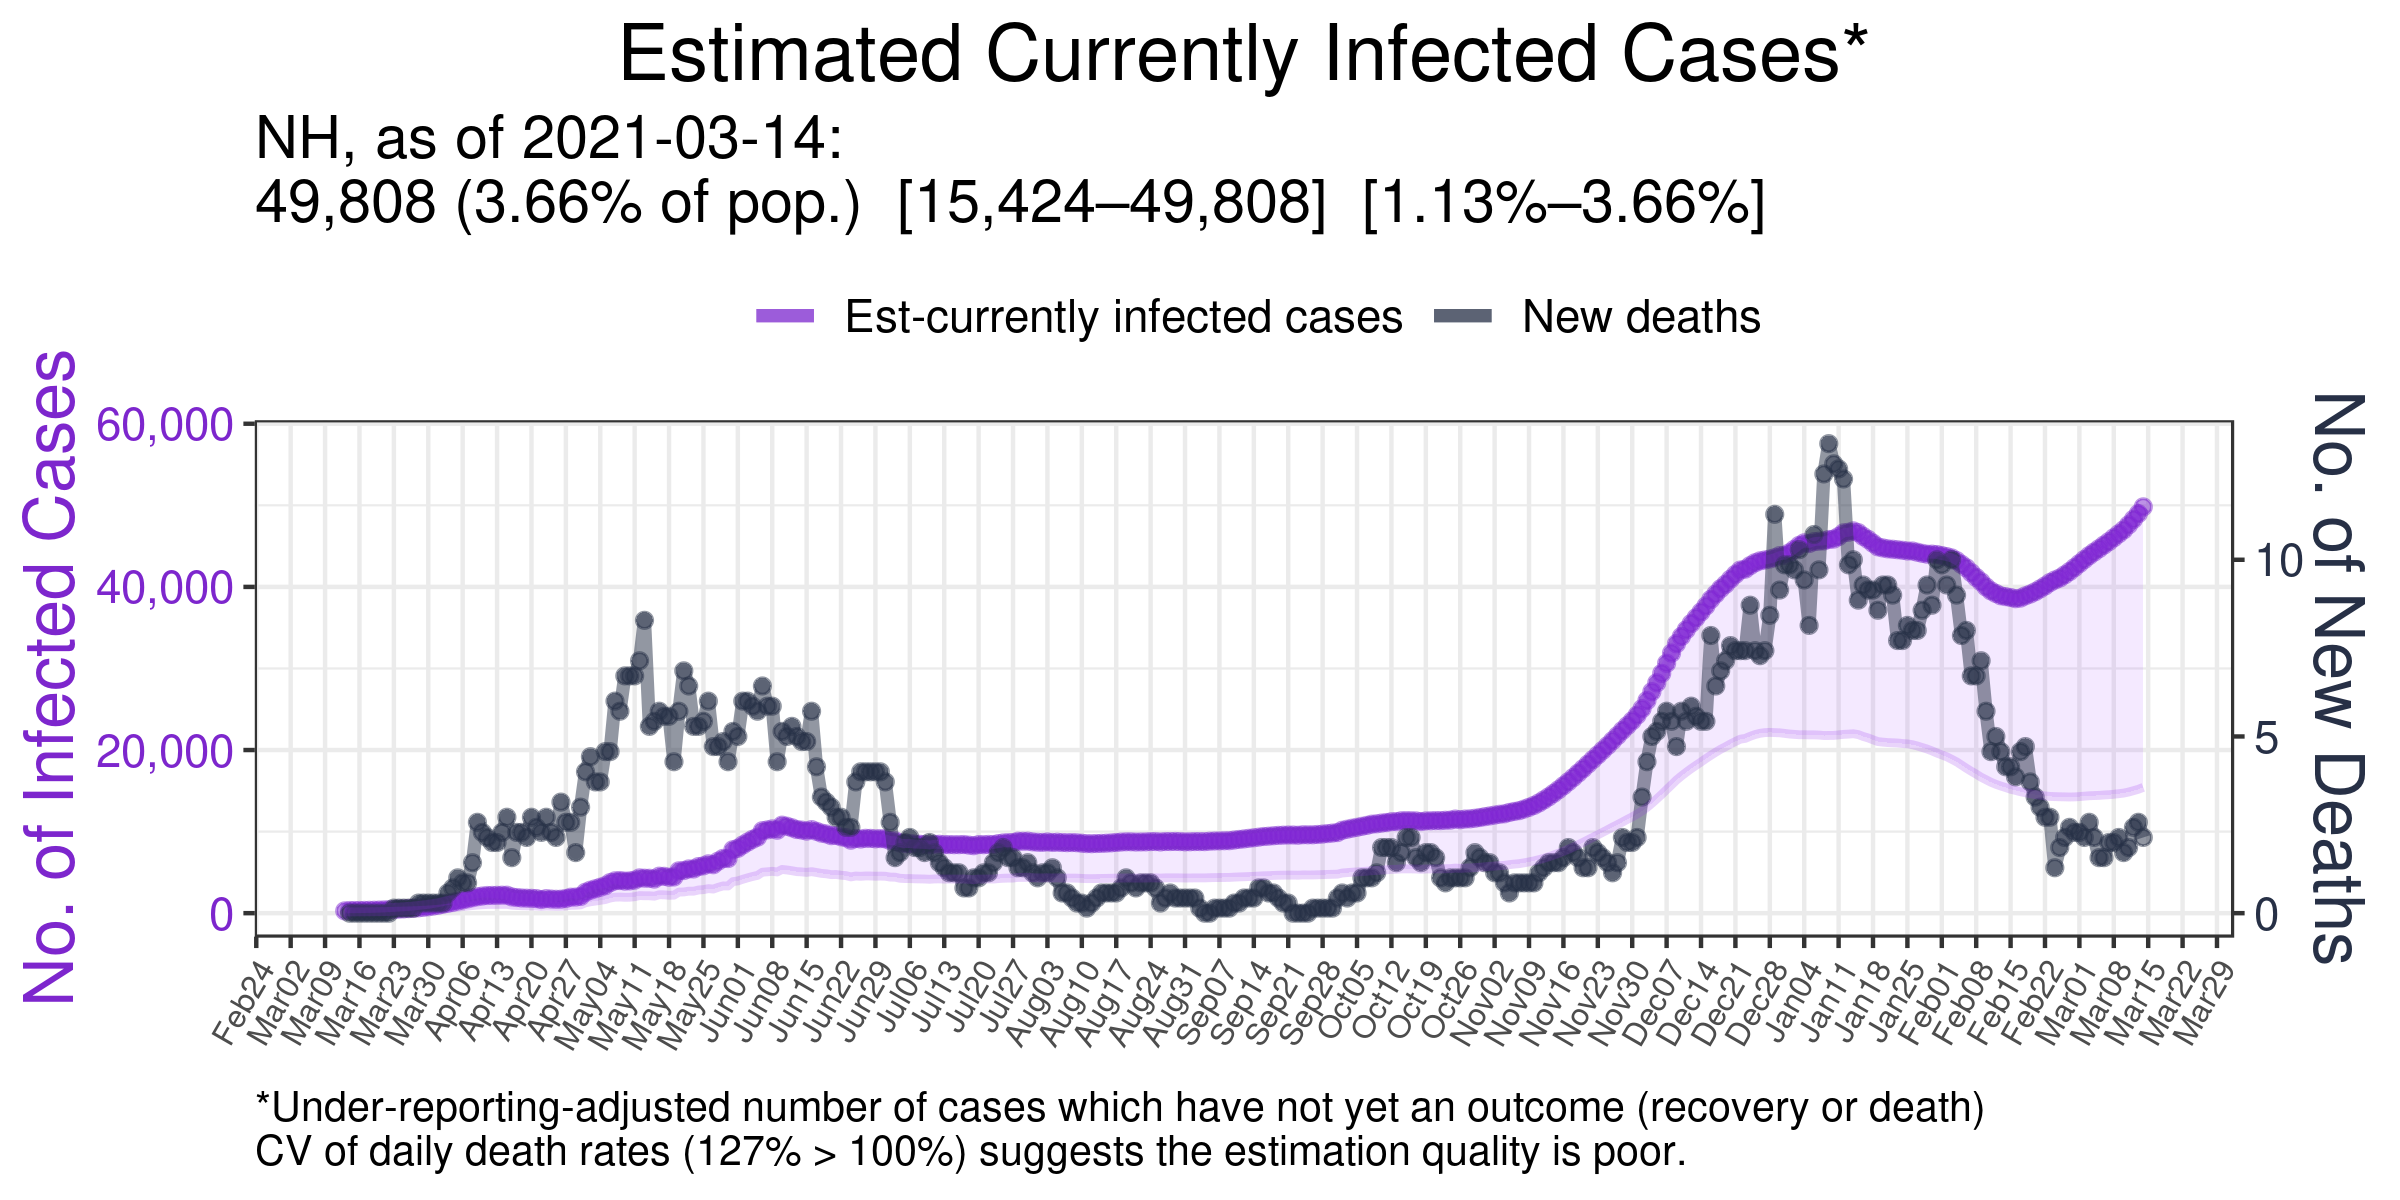 Estimated Currently Infected Cases*
NH, as of 2021-03-14:
49,808 (3.66% of pop.) [15,424–49,808] [1.13%–3.66%]
Est-currently infected cases New deaths
No. of Infected Cases
60,000
40,000
20,000
0
10
5
0
No. of New Deaths
Feb24 Mar02 Mar09 Mar16 Mar23 Mar30 Apr06 Apr13 Apr20 Apr27 May04 May11 May18 May25 Jun01 Jun08 Jun15 Jun22 Jun29 Jul06 Jul13 Jul20 Jul27 Aug03 Aug10 Aug17 Aug24 Aug31 Sep07 Sep14 Sep21 Sep28 Oct05 Oct12 Oct19 Oct26 Nov02 Nov09 Nov16 Nov23 Nov30 Dec07 Dec14 Dec21 Dec28 Jan04 Jan11 Jan18 Jan25 Feb01 Feb08 Feb15 Feb22 Mar01 Mar08 Mar15 Mar22 Mar29
*Under-reporting-adjusted number of cases which have not yet an outcome (recovery or death)
CV of daily death rates (127% > 100%) suggests the estimation quality is poor.